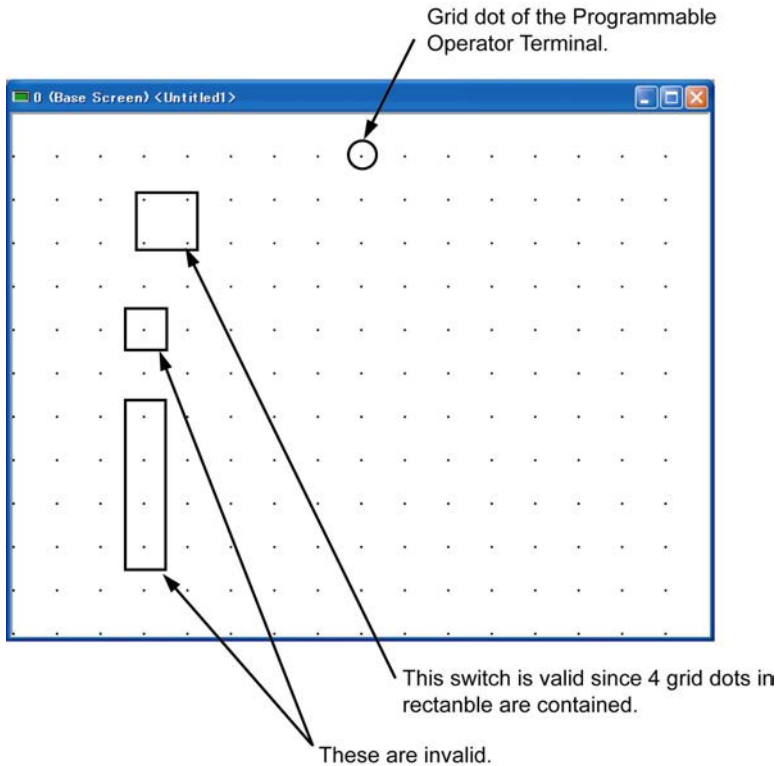 Grid dot of the Programmable
Operator Terminal.
0 (Base Screen) <Untitled1>
This switch is valid since 4 grid dots in
rectanble are contained.
These are invalid.